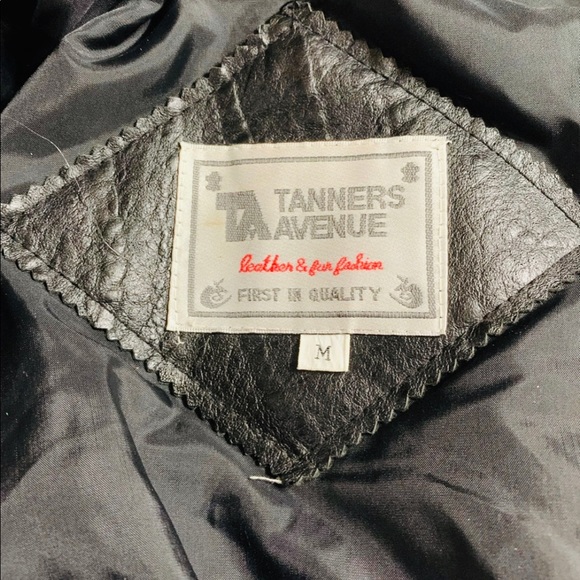 TA TANNERS
AVENUE
leather & fur fashion
FIRST IN QUALITY
M